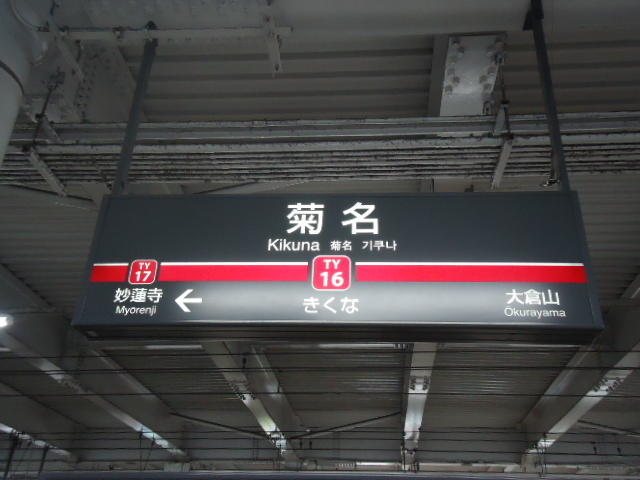 菊名
Kikuna 菊名 기쿠나
TY 17
TY 16
妙蓮寺 ← きくな 大倉山
Myōrenji
Ōkurayama